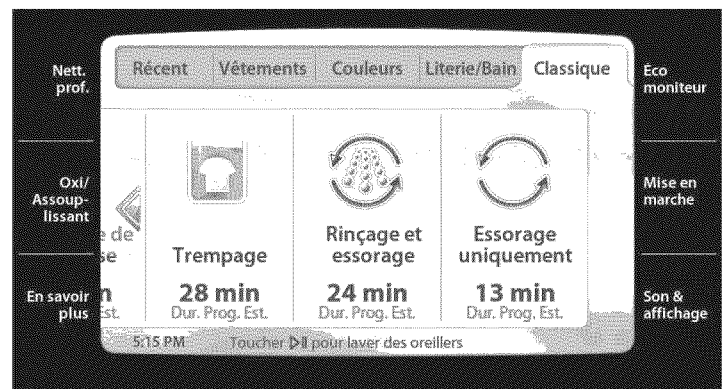 Nett.
prof.
Oxi/
Assoup-
lissant
En savoir
plus
Récent Vêtements Couleurs Literie/Bain Classique
Trempage
28 min
Dur. Prog. Est.
Rinçage et
essorage
24 min
Dur. Prog. Est.
Essorage
uniquement
13 min
Dur. Prog. Est.
5:15 PM Toucher pour laver des oreillers
Éco
moniteur
Mise en
marche
Son &
affichage